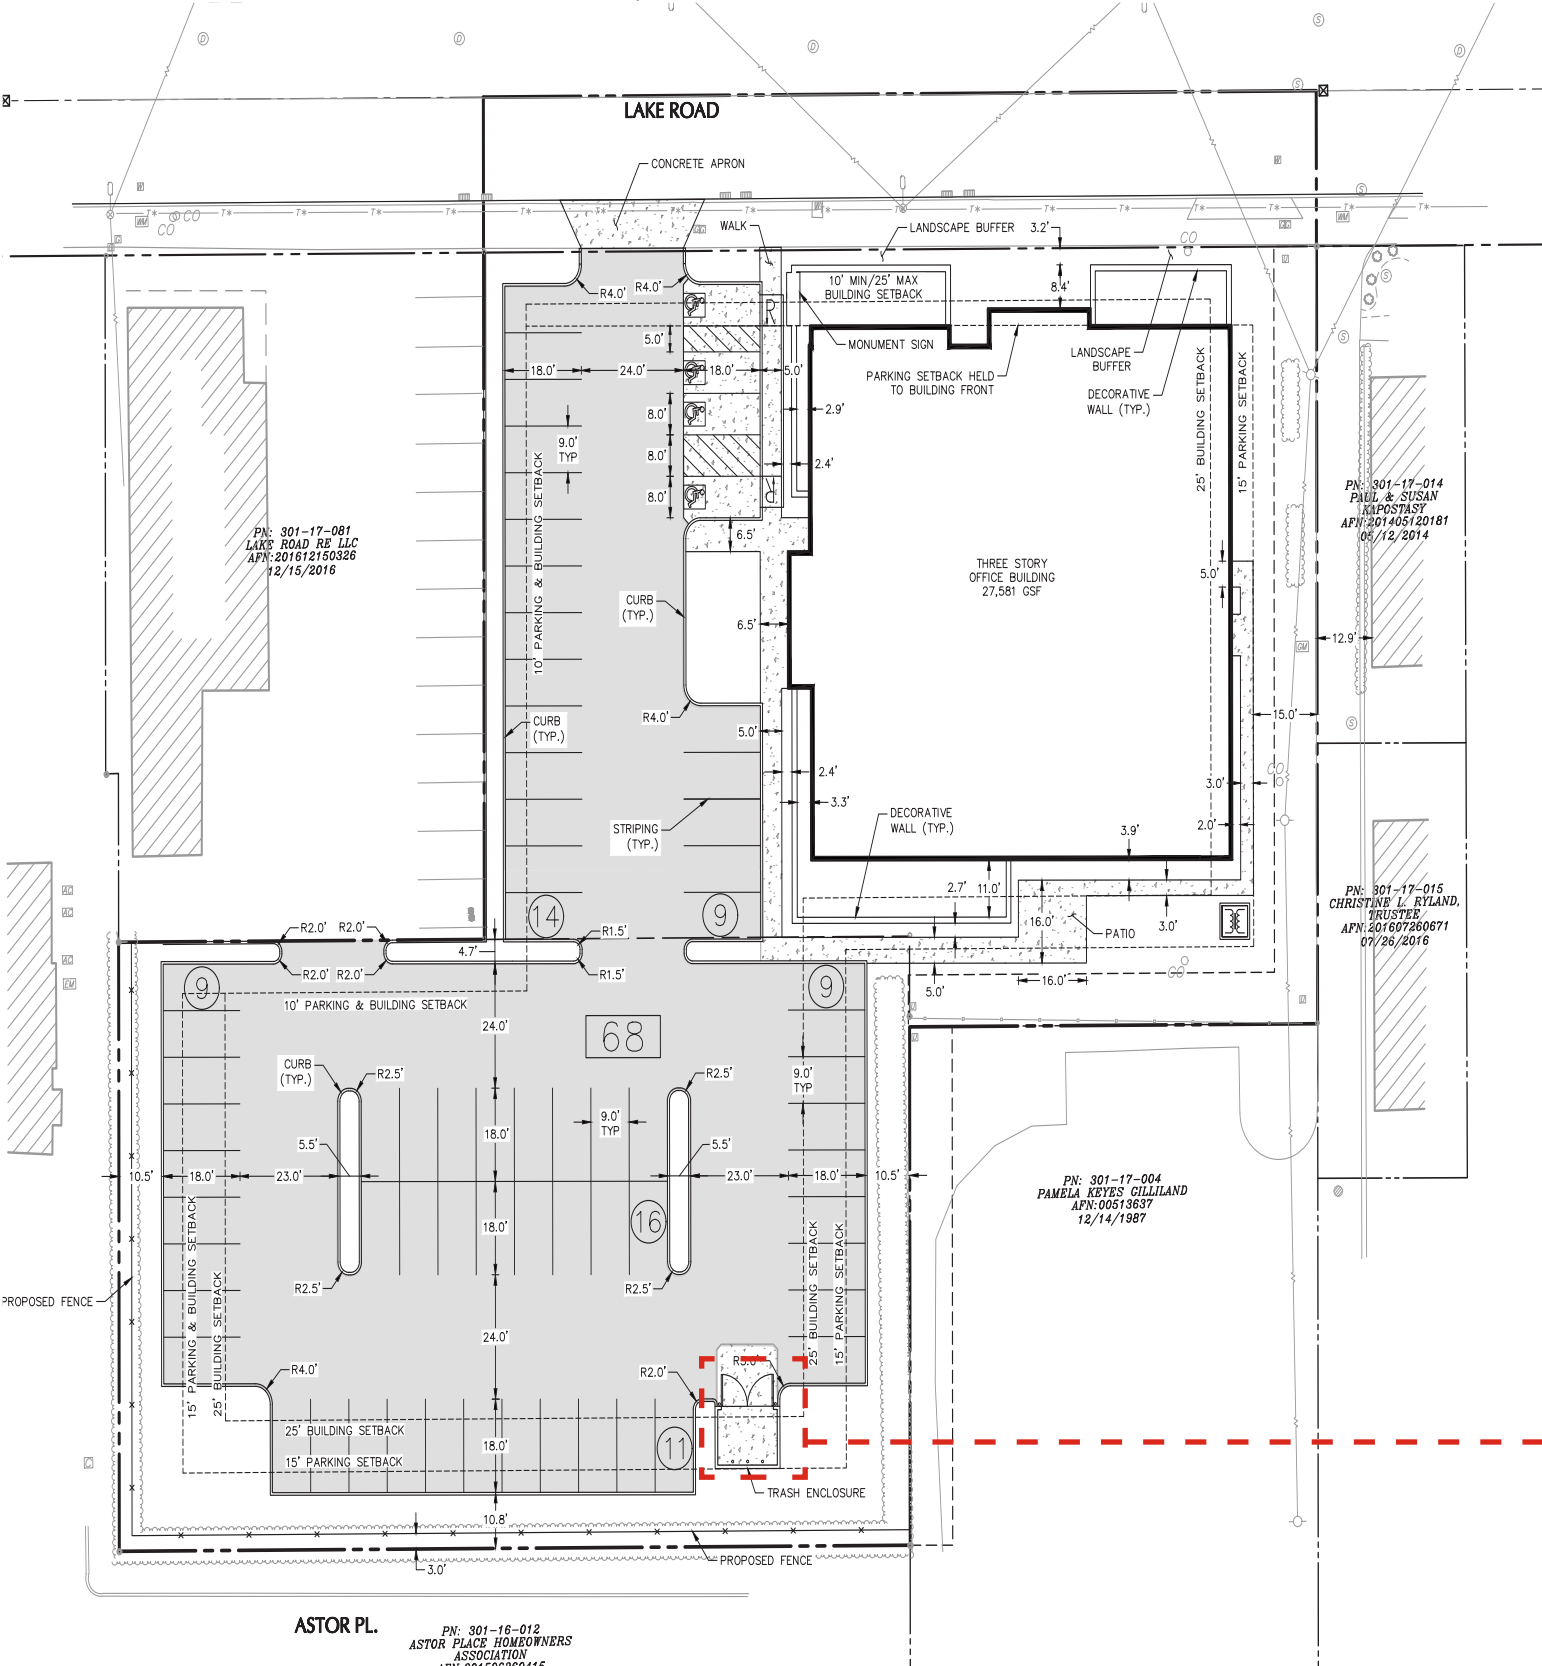 LAKE ROAD
CONCRETE APRON
WALK
LANDSCAPE BUFFER
3.2'
R4.0'
R4.0'
10' MIN/25' MAX
BUILDING SETBACK
8.4'
MONUMENT SIGN
LANDSCAPE
BUFFER
5.0'
18.0'
24.0'
18.0'
5.0'
PARKING SETBACK HELD
TO BUILDING FRONT
DECORATIVE
WALL (TYP.)
25' BUILDING SETBACK
15' PARKING SETBACK
2.9'
8.0'
9.0'
TYP
8.0'
2.4'
8.0'
10' PARKING & BUILDING SETBACK
6.5'
PN: 301-17-081
LAKE ROAD RE LLC
AFN:201612150326
12/15/2016
PN: 301-17-014
PAUL & SUSAN
KAPOSTASY
AFN:201405120181
05/12/2014
THREE STORY
OFFICE BUILDING
27,581 GSF
5.0'
CURB
(TYP.)
6.5'
12.9'
R4.0'
CURB
(TYP.)
5.0'
15.0'
2.4'
3.0'
3.3'
STRIPING
(TYP.)
DECORATIVE
WALL (TYP.)
3.9'
2.0'
14
9
2.7'
11.0'
16.0'
3.0'
PATIO
PN: 301-17-015
CHRISTINE L. RYLAND,
TRUSTEE
AFN:201607260671
07/26/2016
R2.0'
R2.0'
R1.5'
4.7'
R2.0'
R2.0'
R1.5'
5.0'
16.0'
9
9
10' PARKING & BUILDING SETBACK
24.0'
68
CURB
(TYP.)
R2.5'
R2.5'
9.0'
TYP
9.0'
TYP
5.5'
18.0'
5.5'
10.5'
18.0'
23.0'
23.0'
18.0'
10.5'
PN: 301-17-004
PAMELA KEYES GILLILAND
AFN:00513637
12/14/1987
18.0'
16
15' PARKING & BUILDING SETBACK
25' BUILDING SETBACK
25' BUILDING SETBACK
15' PARKING SETBACK
R2.5'
R2.5'
PROPOSED FENCE
24.0'
R4.0'
R2.0'
25' BUILDING SETBACK
18.0'
11
15' PARKING SETBACK
TRASH ENCLOSURE
10.8'
PROPOSED FENCE
3.0'
ASTOR PL.
PN: 301-16-012
ASTOR PLACE HOMEOWNERS
ASSOCIATION